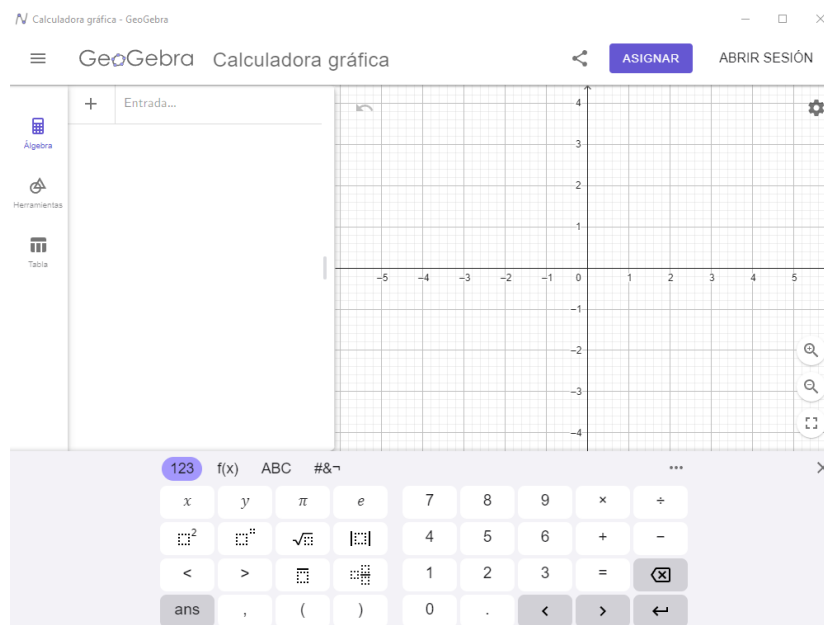 Calculadora gráfica - GeoGebra
GeoGebra Calculadora gráfica ASIGNAR ABRIR SESIÓN
+ Entrada...
Álgebra
Herramientas
Tabla
4
3
2
1
−5 −4 −3 −2 −1 0 1 2 3 4 5
−1
−2
−3
−4
123 f(x) ABC #&¬ ...
x y π e 7 8 9 × ÷
2 √ 4 5 6 + −
< > 1 2 3 =
ans , ( ) 0 . < >